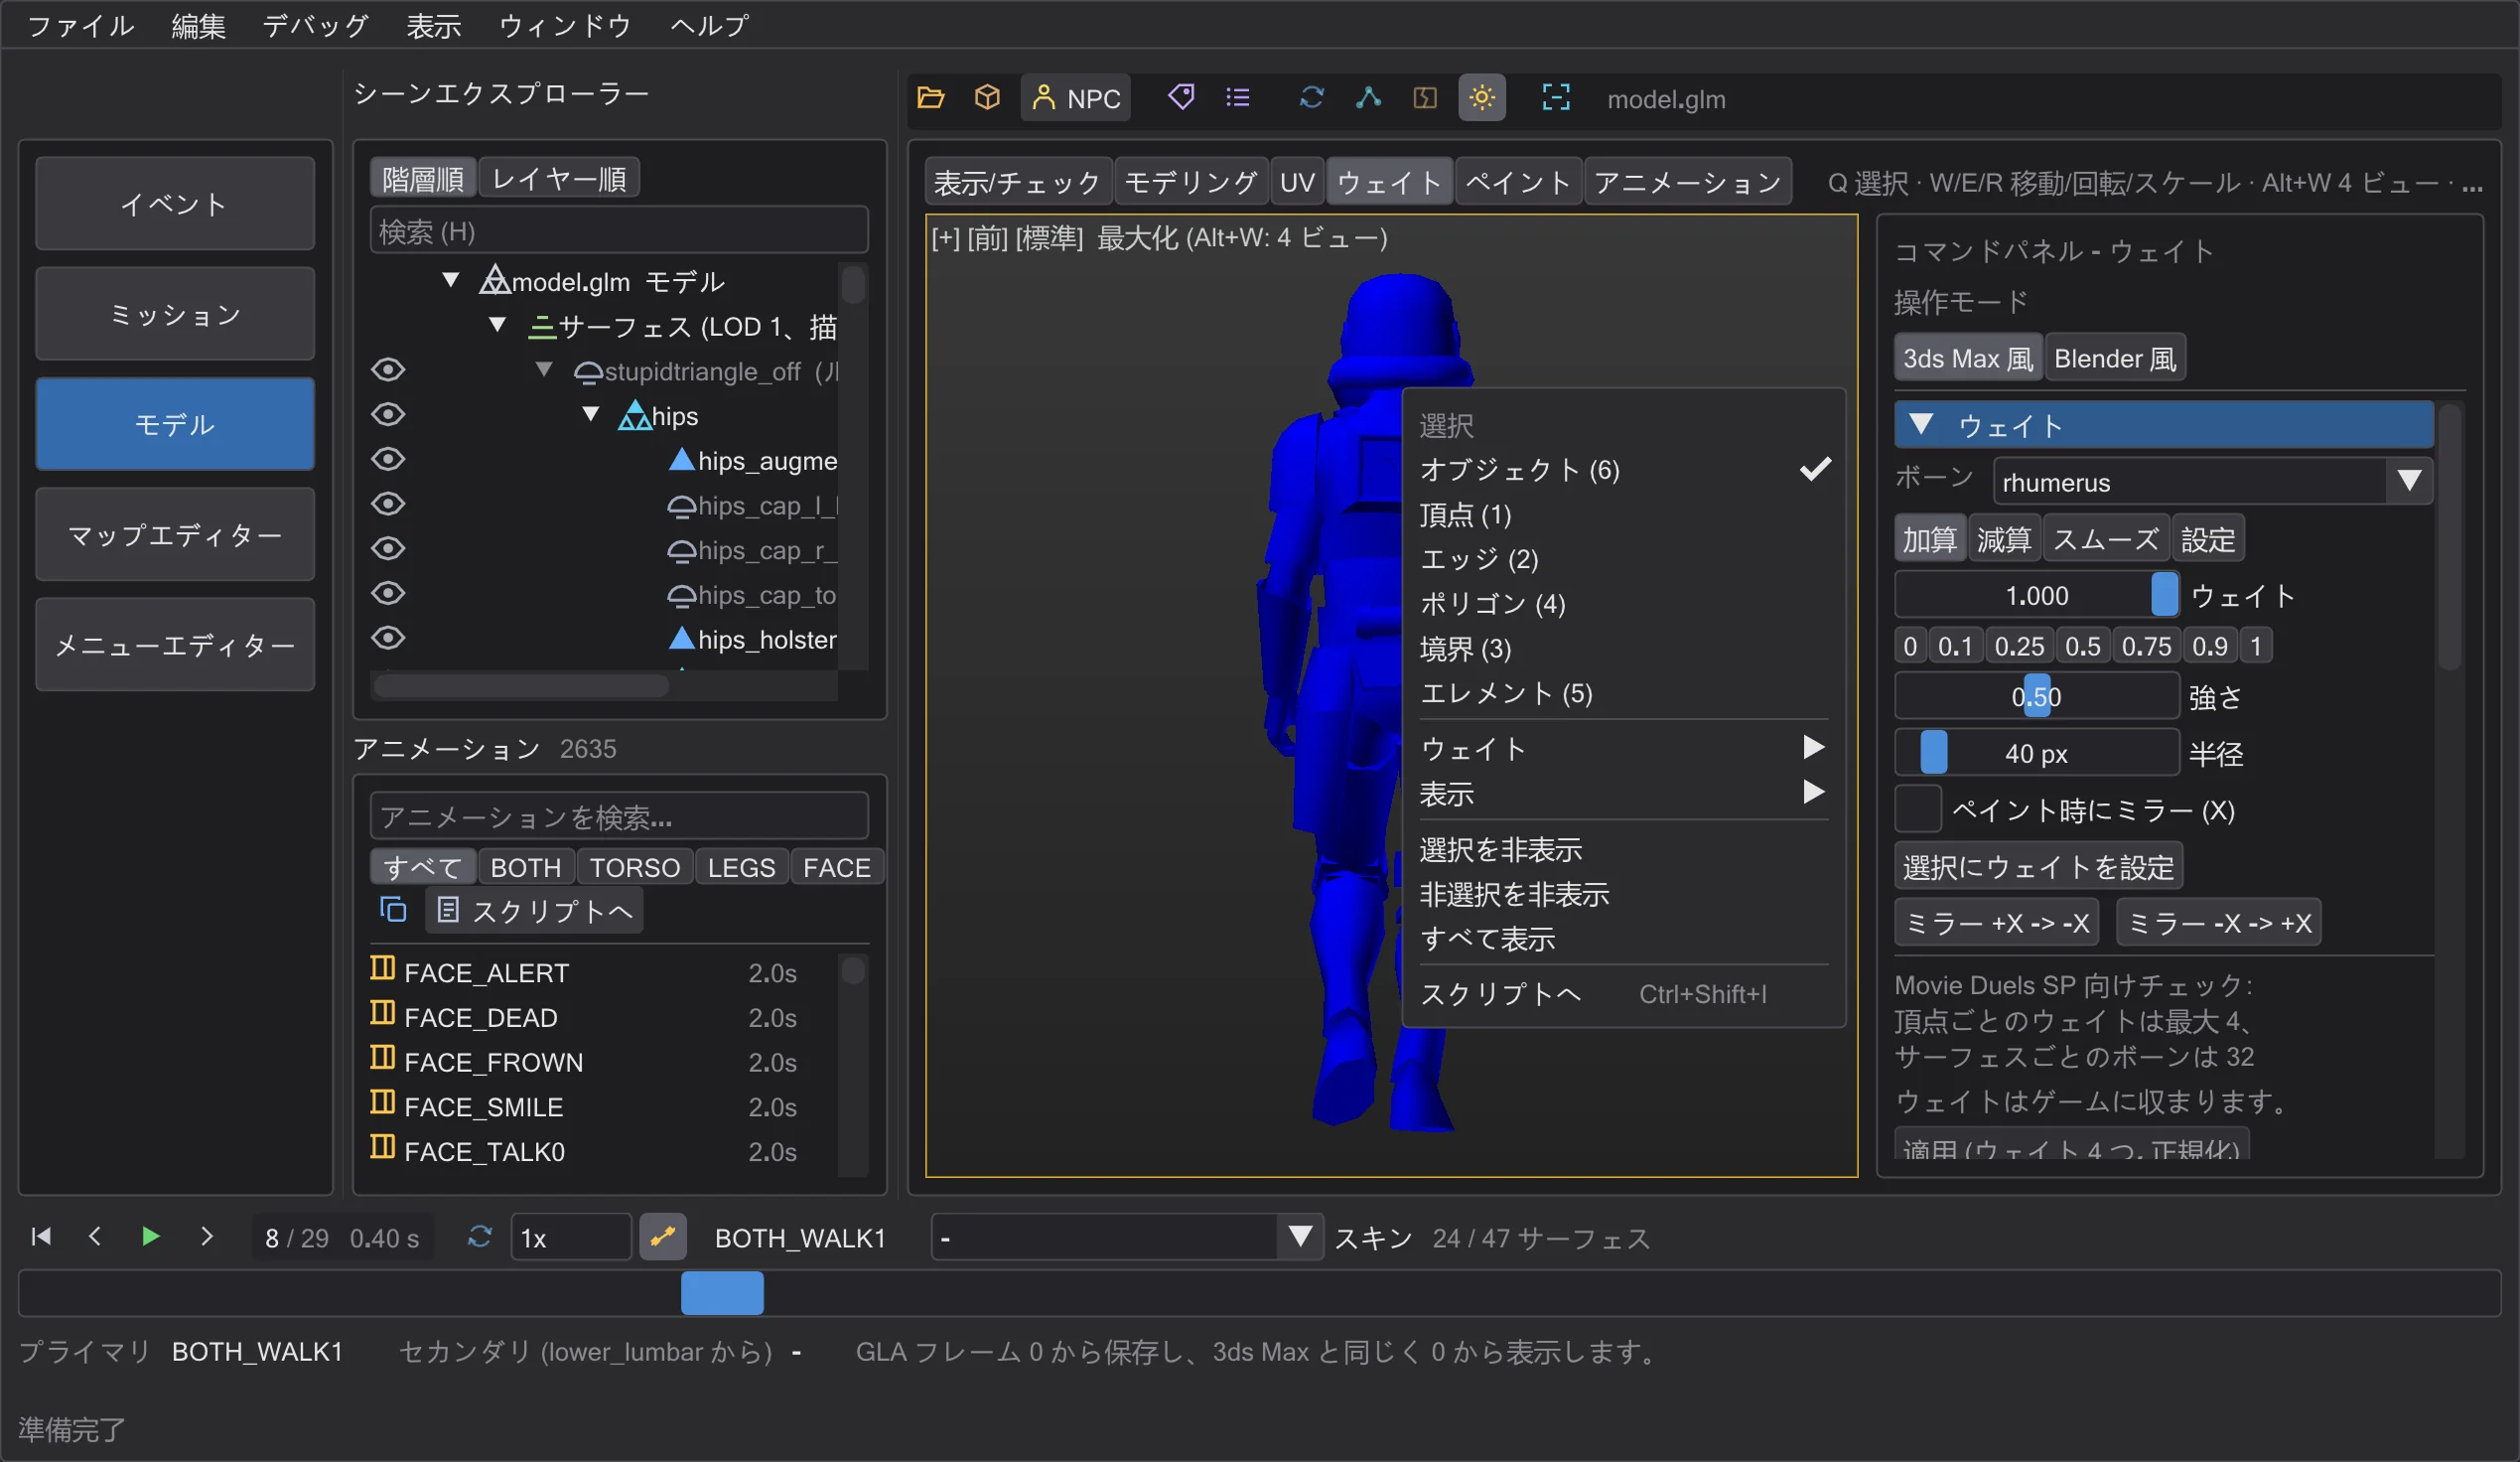 ファイル 編集 デバッグ 表示 ウィンドウ ヘルプ
イベント
ミッション
モデル
マップエディター
メニューエディター
シーンエクスプローラー
階層順 レイヤー順
検索 (H)
model.glm モデル
サーフェス (LOD 1、描
stupidtriangle_off
hips
hips_augme
hips_cap_l_
hips_cap_r_
hips_cap_to
hips_holster
アニメーション 2635
アニメーションを検索...
すべて BOTH TORSO LEGS FACE
スクリプトへ
FACE_ALERT 2.0s
FACE_DEAD 2.0s
FACE_FROWN 2.0s
FACE_SMILE 2.0s
FACE_TALK0 2.0s
NPC model.glm
表示/チェック モデリング UV ウェイト ペイント アニメーション Q 選択 · W/E/R 移動/回転/スケール · Alt+W 4 ビュー · ...
[+] [前] [標準] 最大化 (Alt+W: 4 ビュー)
選択
オブジェクト (6)
頂点 (1)
エッジ (2)
ポリゴン (4)
境界 (3)
エレメント (5)
ウェイト
表示
選択を非表示
非選択を非表示
すべて表示
スクリプトへ Ctrl+Shift+I
コマンドパネル - ウェイト
操作モード
3ds Max 風 Blender 風
ウェイト
ボーン rhumerus
加算 減算 スムーズ 設定
1.000 ウェイト
0 0.1 0.25 0.5 0.75 0.9 1
0.50 強さ
40 px 半径
ペイント時にミラー (X)
選択にウェイトを設定
ミラー +X -> -X ミラー -X -> +X
Movie Duels SP 向けチェック:
頂点ごとのウェイトは最大 4、
サーフェスごとのボーンは 32
ウェイトはゲームに収まります。
適用 (ウェイト 4 つ, 正規化)
8 / 29 0.40 s 1x BOTH_WALK1 - スキン 24 / 47 サーフェス
プライマリ BOTH_WALK1 セカンダリ (lower_lumbar から) - GLA フレーム 0 から保存し、3ds Max と同じく 0 から表示します。
準備完了